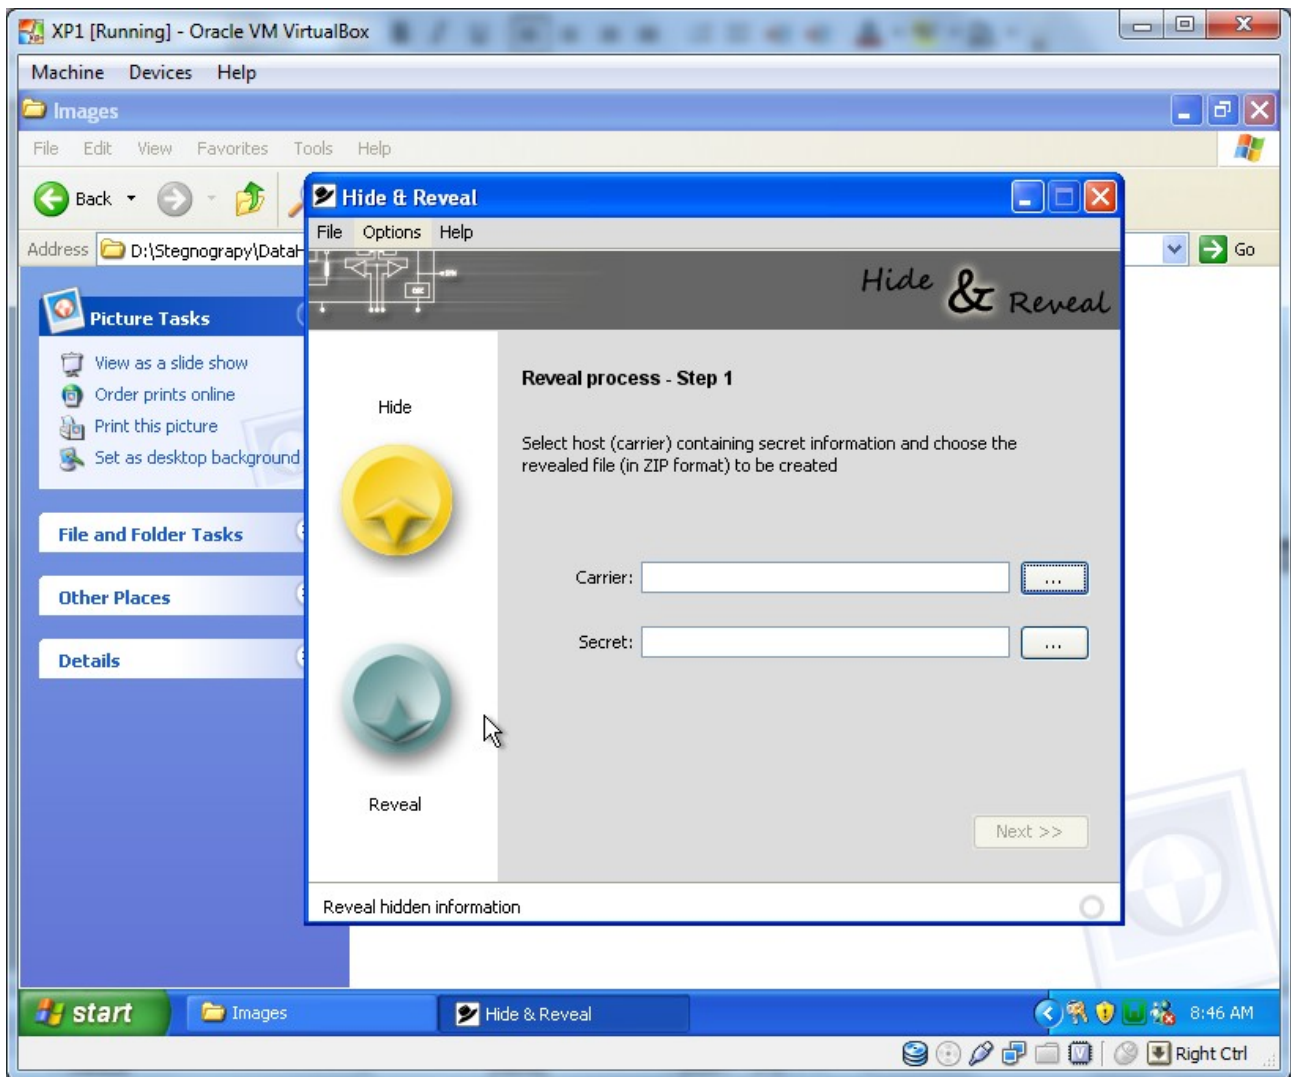 XP1 [Running] - Oracle VM VirtualBox
Machine Devices Help
Images
File Edit View Favorites Tools Help
Back
Address D:\Stegnograpy\DataH
Go
Picture Tasks
View as a slide show
Order prints online
Print this picture
Set as desktop background
File and Folder Tasks
Other Places
Details
Hide & Reveal
File Options Help
Hide & Reveal
Hide
Reveal
Reveal process - Step 1
Select host (carrier) containing secret information and choose the
revealed file (in ZIP format) to be created
Carrier: ...
Secret: ...
Next >>
Reveal hidden information
start Images Hide & Reveal 8:46 AM
Right Ctrl